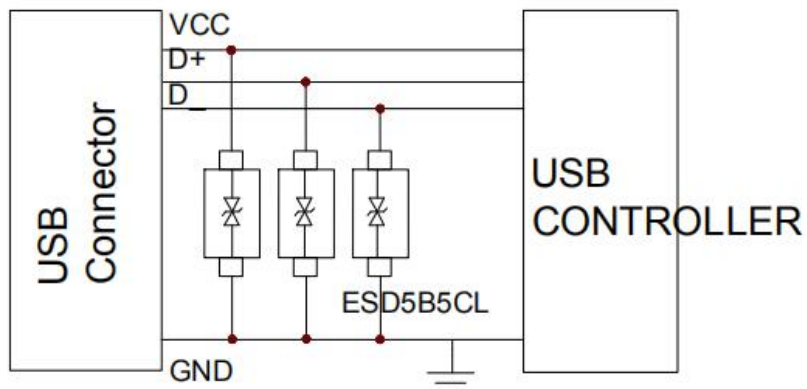 VCC
D+
D_
USB
Connector
USB
CONTROLLER
ESD5B5CL
GND